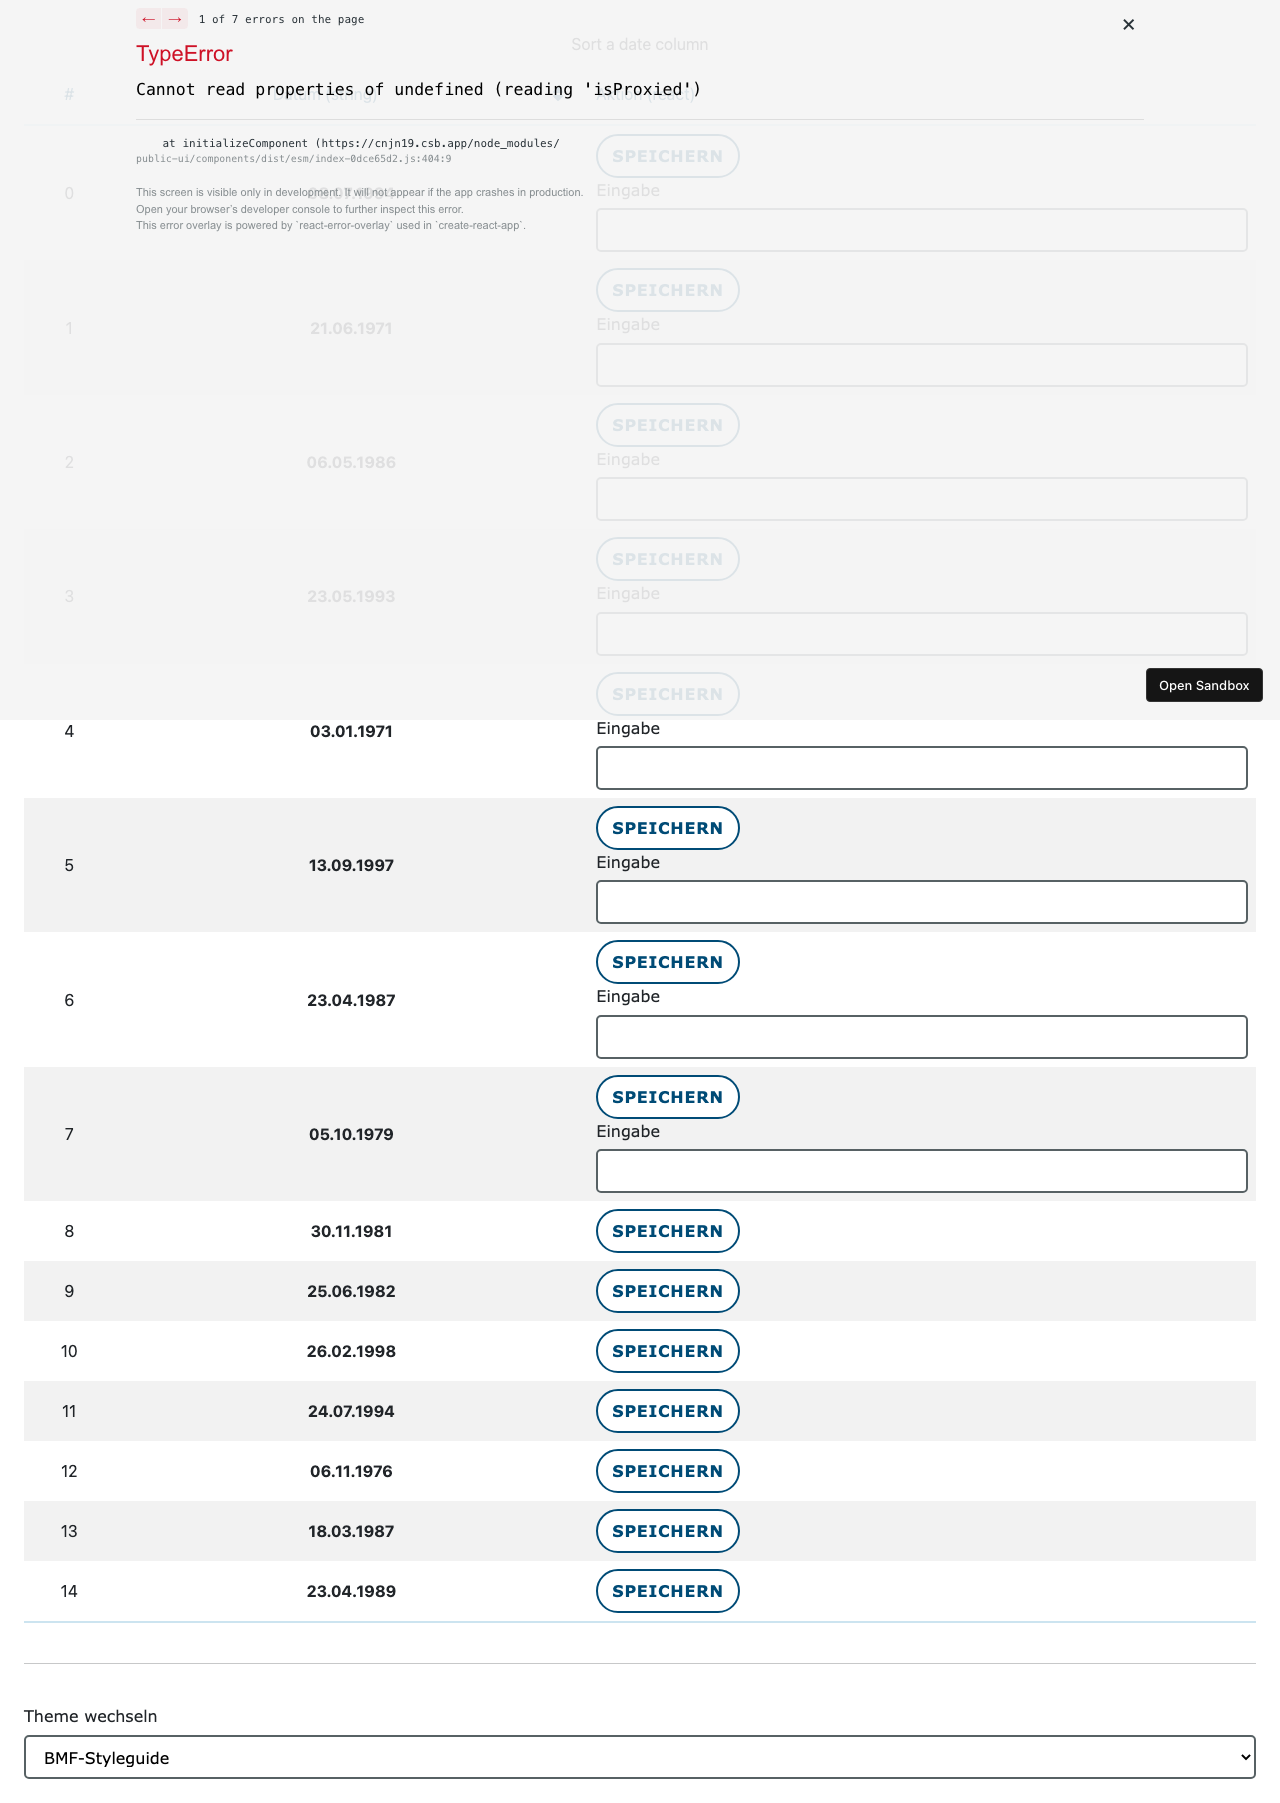 ← → 1 of 7 errors on the page
×
TypeError
Sort a date column
Cannot read properties of undefined (reading 'isProxied')
# Datum (string) Aktion (react)
at initializeComponent (https://cnjn19.csb.app/node_modules/
public-ui/components/dist/esm/index-0dce65d2.js:404:9
SPEICHERN
Eingabe
0
This screen is visible only in development. It will not appear if the app crashes in production.
Open your browser’s developer console to further inspect this error.
This error overlay is powered by `react-error-overlay` used in `create-react-app`.
SPEICHERN
Eingabe
1 21.06.1971
SPEICHERN
Eingabe
2 06.05.1986
SPEICHERN
Eingabe
3 23.05.1993
SPEICHERN
Open Sandbox
Eingabe
4 03.01.1971
SPEICHERN
Eingabe
5 13.09.1997
SPEICHERN
Eingabe
6 23.04.1987
SPEICHERN
Eingabe
7 05.10.1979
8 30.11.1981 SPEICHERN
9 25.06.1982 SPEICHERN
10 26.02.1998 SPEICHERN
11 24.07.1994 SPEICHERN
12 06.11.1976 SPEICHERN
13 18.03.1987 SPEICHERN
14 23.04.1989 SPEICHERN
Theme wechseln
BMF-Styleguide